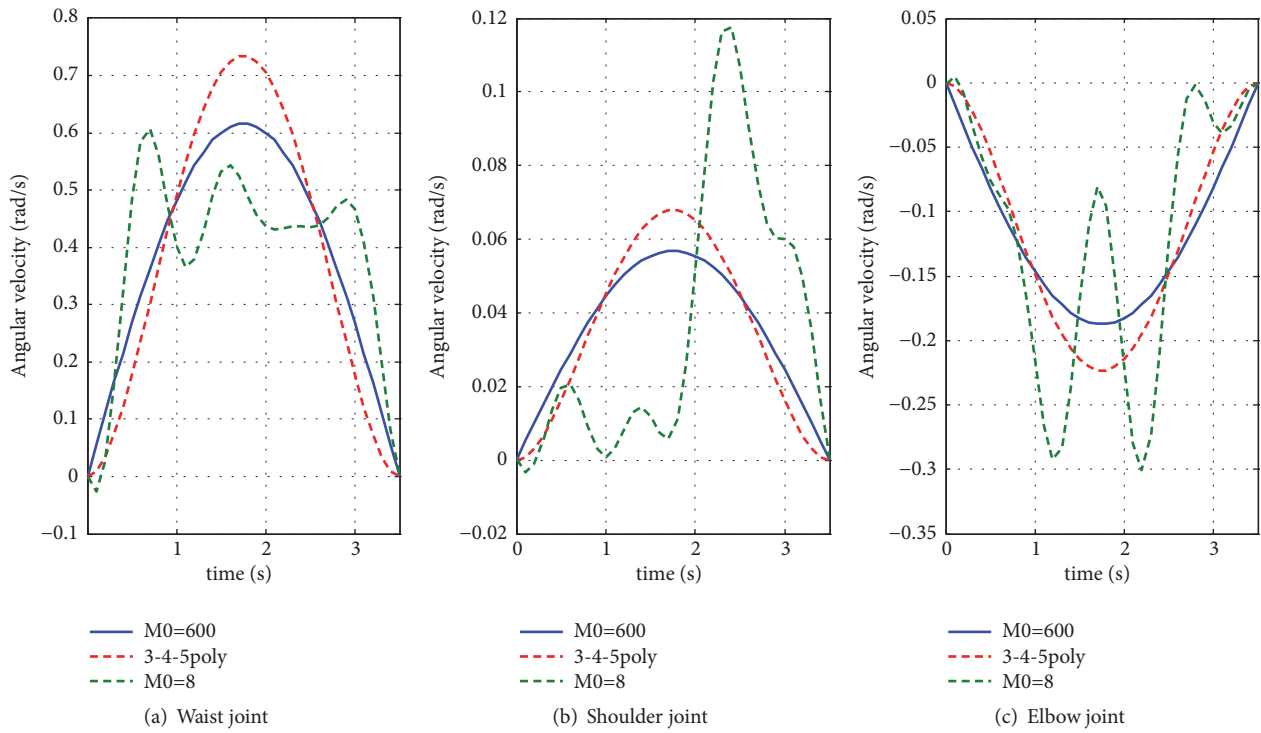 0.8
0.7
0.6
0.5
0.4
0.3
0.2
0.1
0
−0.1
Angular velocity (rad/s)
1
2
3
time (s)
M0=600
3-4-5poly
M0=8
(a) Waist joint
0.12
0.1
0.08
0.06
0.04
0.02
0
−0.02
Angular velocity (rad/s)
0
1
2
3
time (s)
M0=600
3-4-5poly
M0=8
(b) Shoulder joint
−0.05
0
−0.05
−0.1
−0.15
−0.2
−0.25
−0.3
−0.35
Angular velocity (rad/s)
0
1
2
3
time (s)
M0=600
3-4-5poly
M0=8
(c) Elbow joint